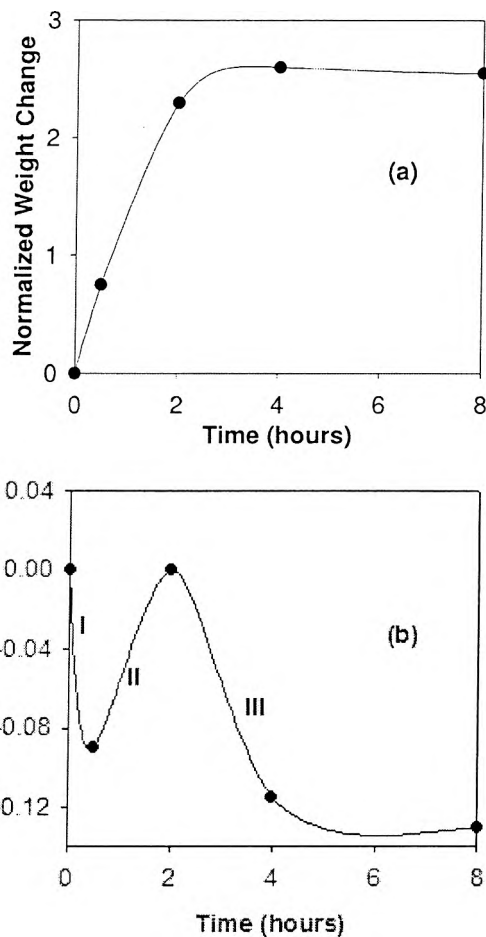 Normalized Weight Change
3
2
1
0
(a)
0 2 4 6 8
Time (hours)
0.04
0.00
0.04
0.08
0.12
I
II
III
(b)
0 2 4 6 8
Time (hours)